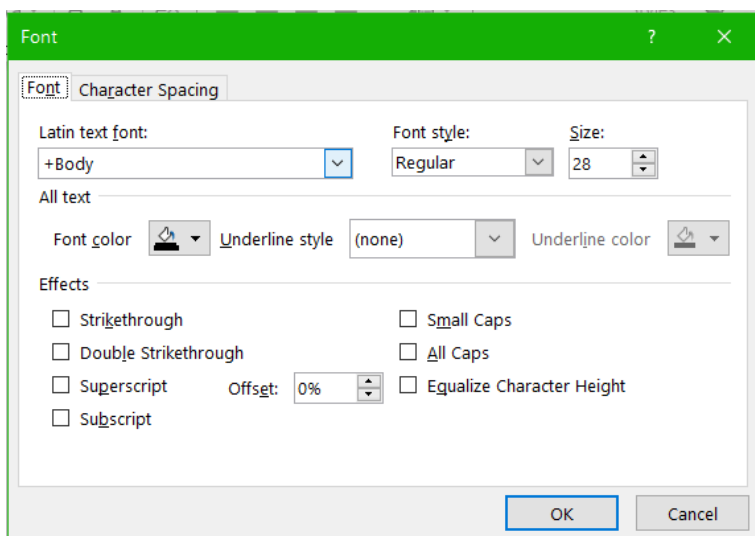 Font ?
Font Character Spacing
Latin text font: Font style: Size:
+Body Regular 28
All text
Font color Underline style (none) Underline color
Effects
Strikethrough Small Caps
Double Strikethrough All Caps
Superscript Offset: 0% Equalize Character Height
Subscript
OK Cancel